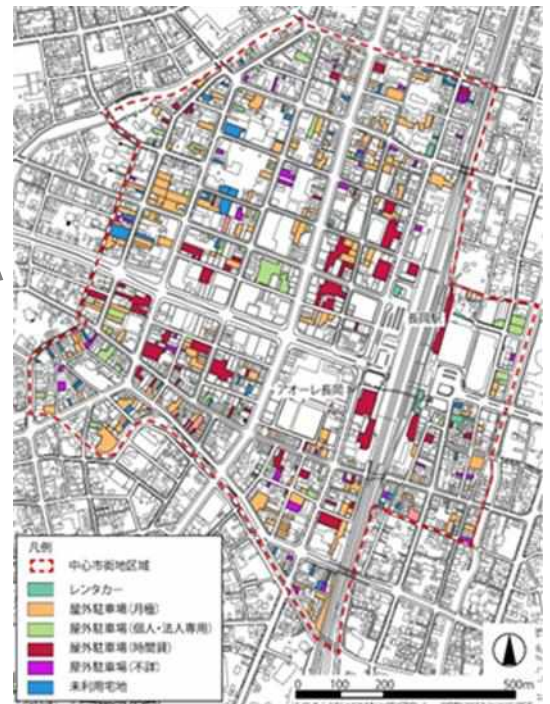 長岡駅
アオーレ長岡
凡例
中心市街地区域
レンタカー
屋外駐車場(月極)
屋外駐車場(個人・法人専用)
屋外駐車場(時間貸)
屋外駐車場(不詳)
未利用宅地
0 100 200 500m